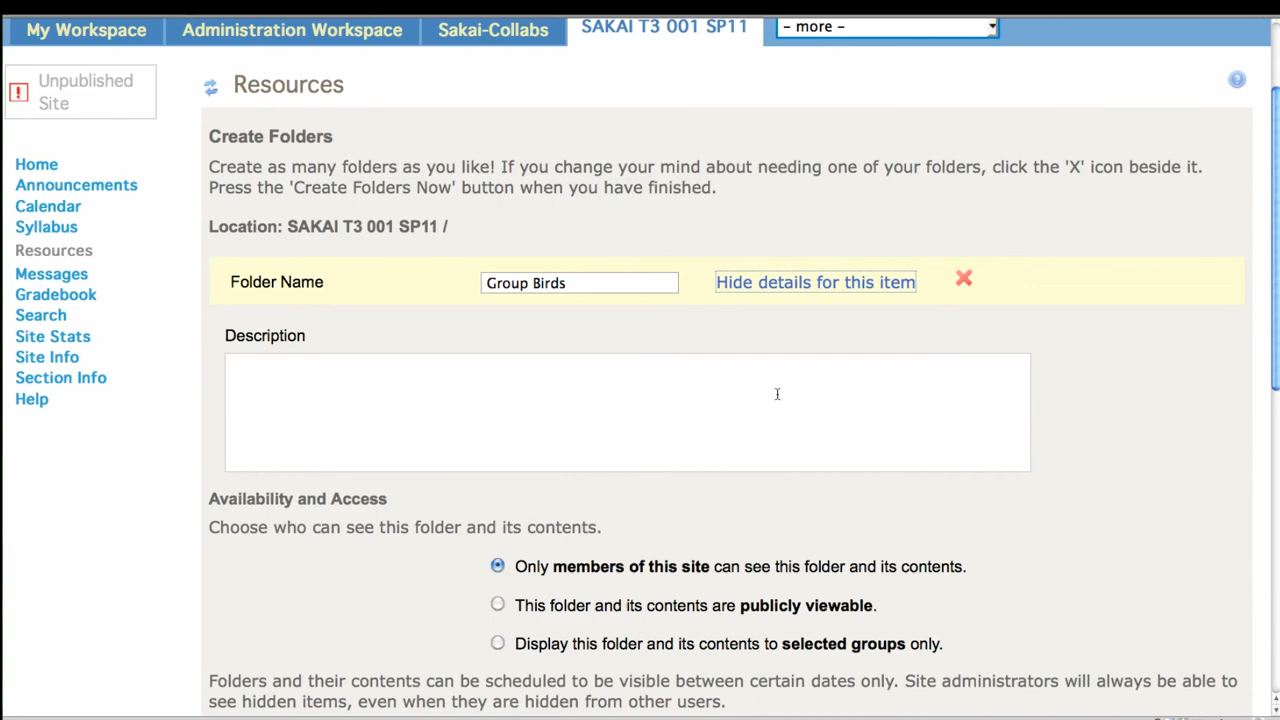 My Workspace Administration Workspace Sakai-Collabs SAKAI T3 001 SP11 - more -
Unpublished
Site
Resources
Home
Announcements
Calendar
Syllabus
Resources
Messages
Gradebook
Search
Site Stats
Site Info
Section Info
Help
Create Folders
Create as many folders as you like! If you change your mind about needing one of your folders, click the 'X' icon beside it.
Press the 'Create Folders Now' button when you have finished.
Location: SAKAI T3 001 SP11 /
Folder Name Group Birds Hide details for this item
Description
Availability and Access
Choose who can see this folder and its contents.
Only members of this site can see this folder and its contents.
This folder and its contents are publicly viewable.
Display this folder and its contents to selected groups only.
Folders and their contents can be scheduled to be visible between certain dates only. Site administrators will always be able to
see hidden items, even when they are hidden from other users.